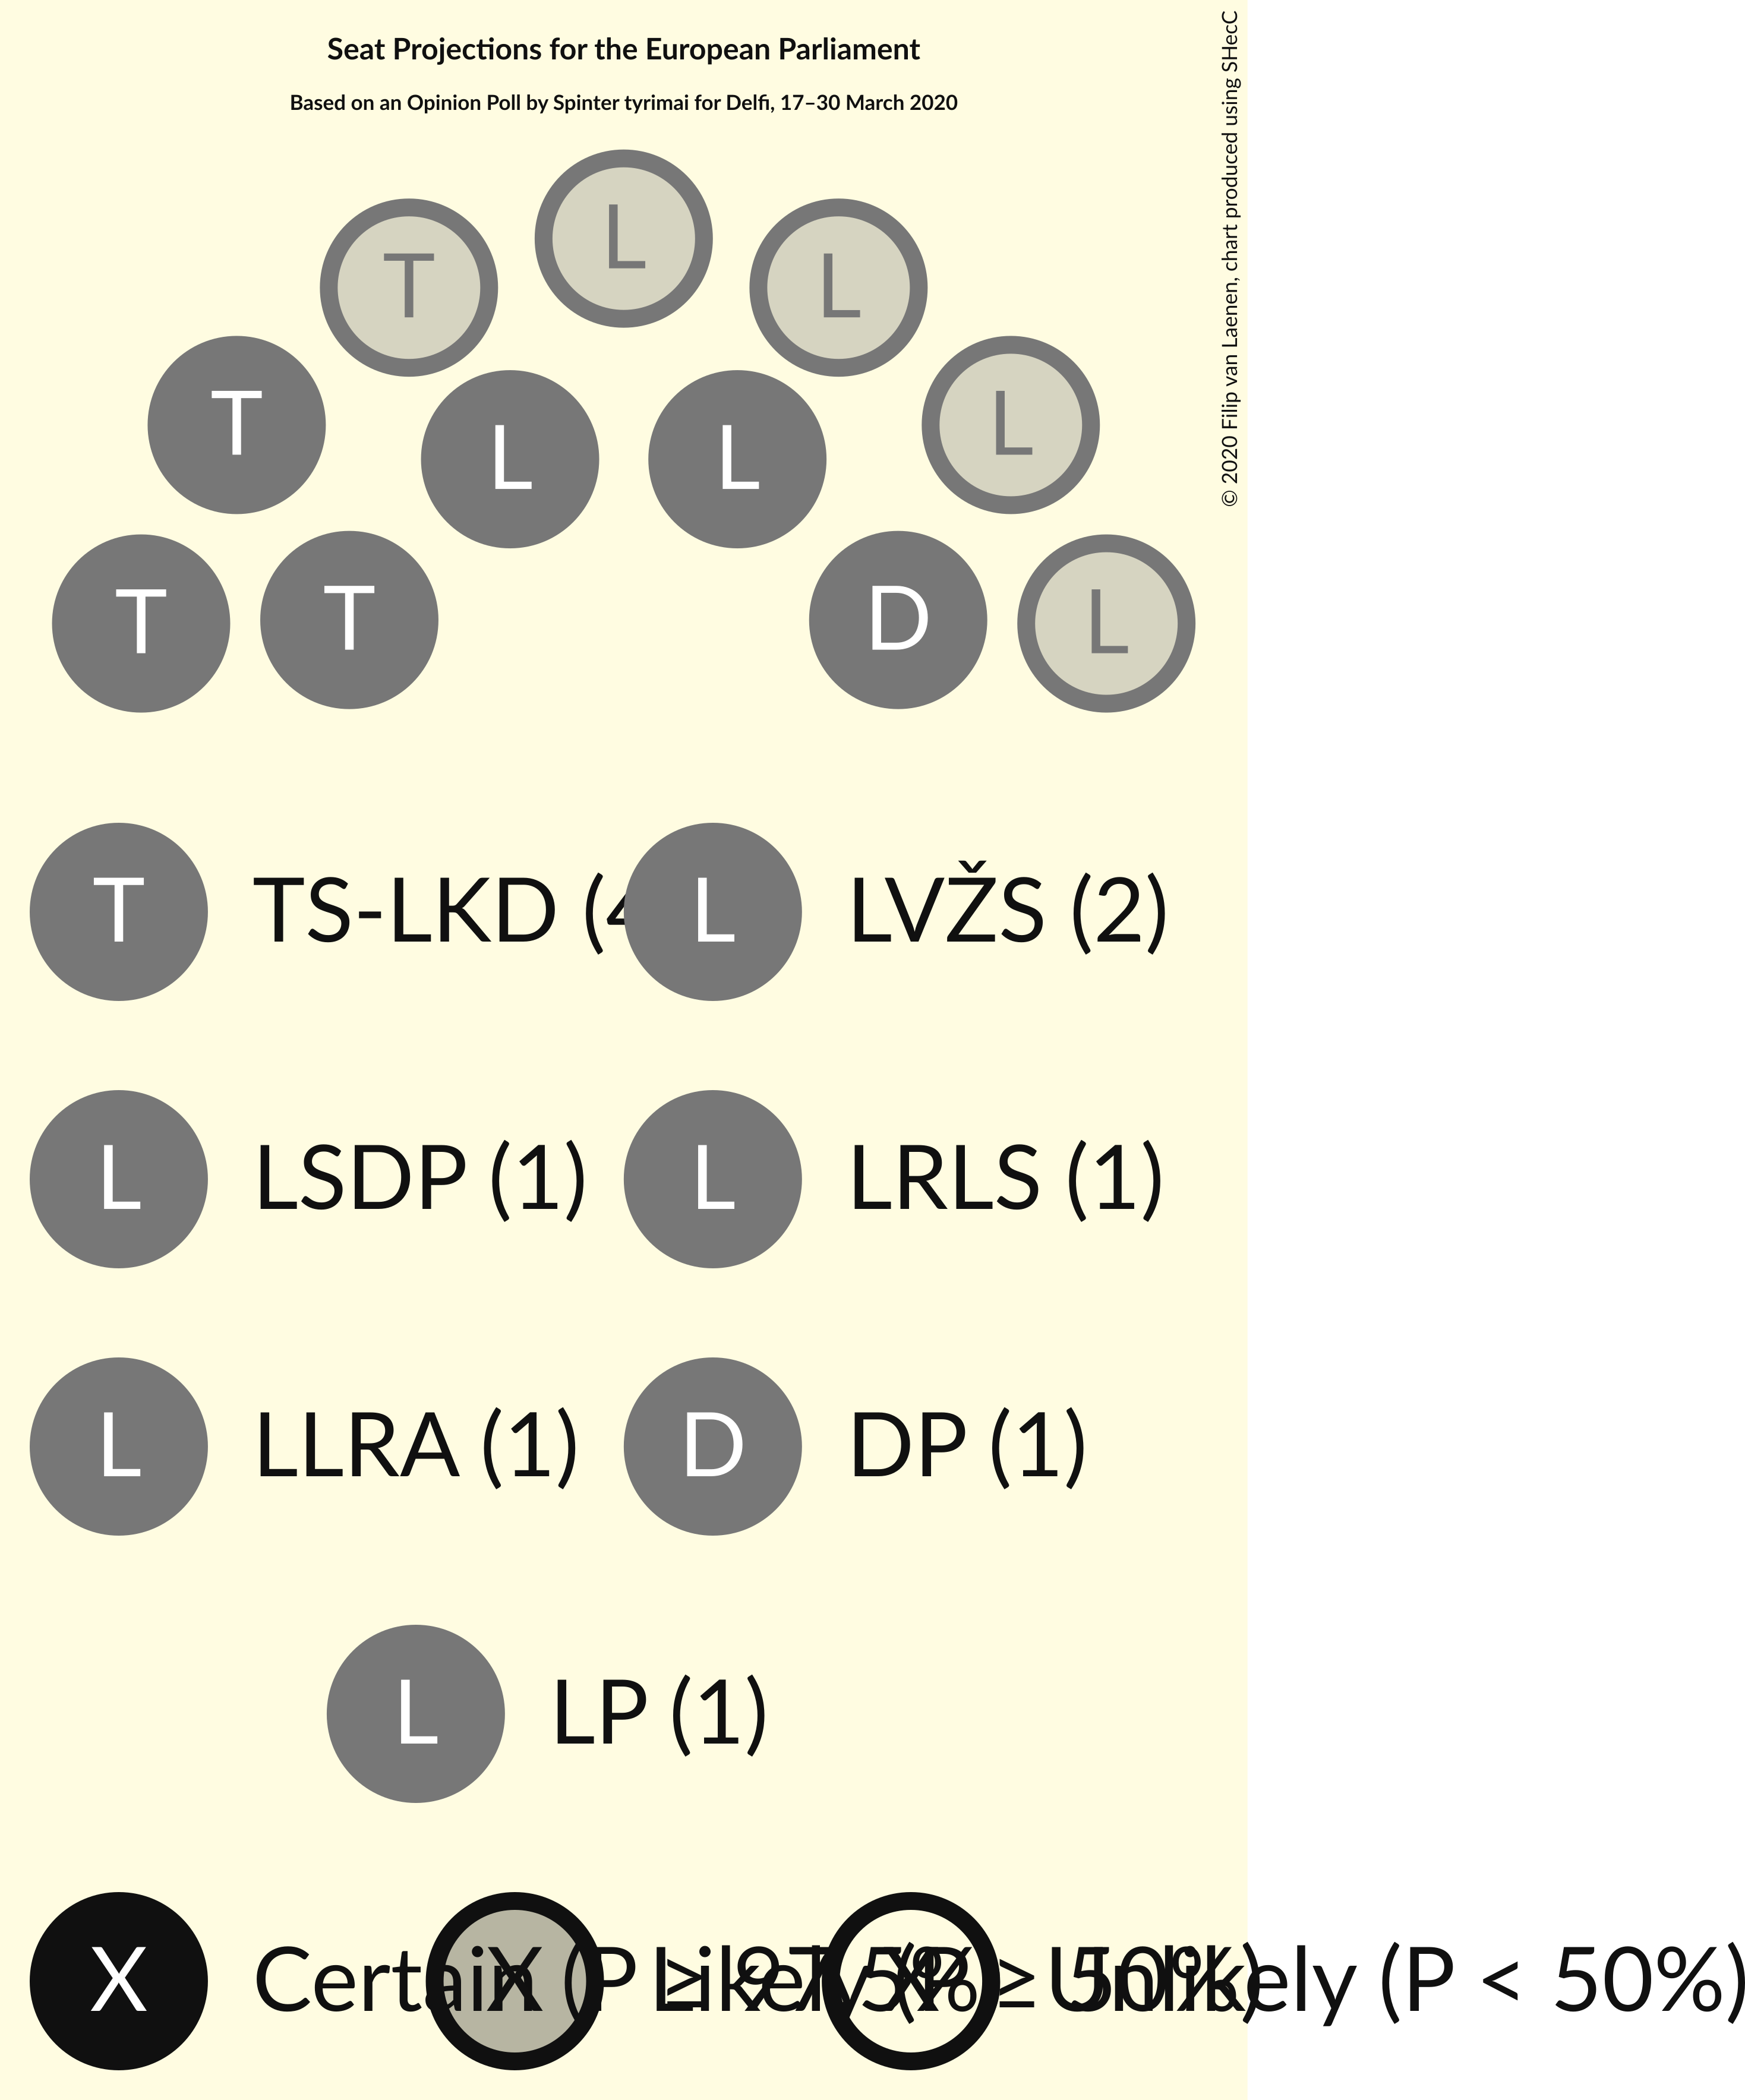 Seat Projections for the European Parliament
Based on an Opinion Poll by Spinter tyrimai for Delfi, 17–30 March 2020
© 2020 Filip van Laenen, chart produced using SHecC
L
T L
T L
L L
T D
T L
T TS-LKD (4 L LVŽS (2)
L LSDP (1) L LRLS (1)
L LLRA (1) D DP (1)
L LP (1)
X Certain (P ≥ 97.5%) X Likely (P ≥ 50%) X Unlikely (P < 50%)